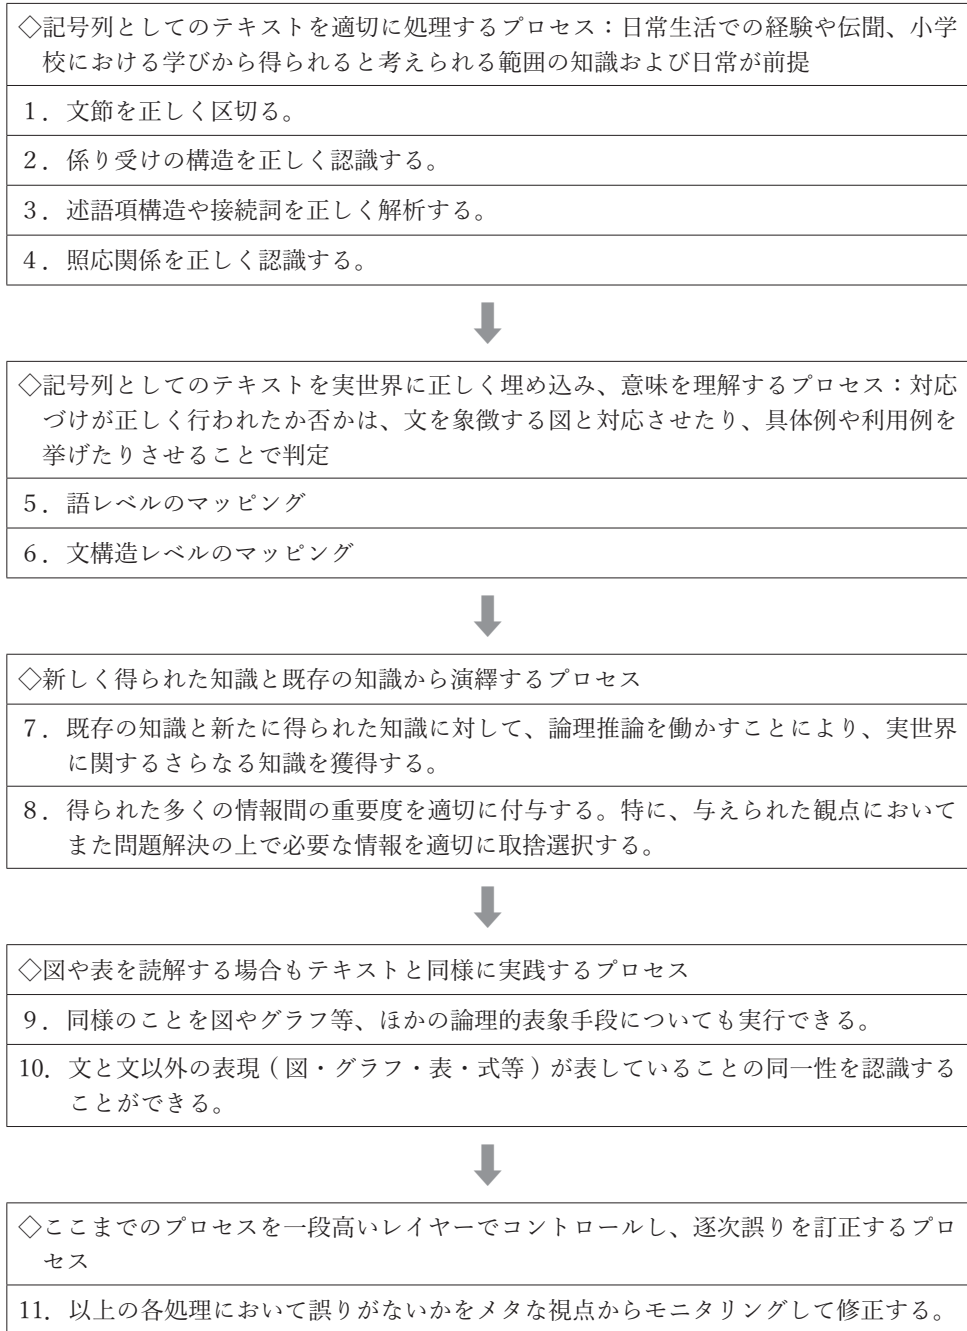 ◇記号列としてのテキストを適切に処理するプロセス：日常生活での経験や伝聞、小学
校における学びから得られると考えられる範囲の知識および日常が前提
1．文節を正しく区切る。
2．係り受けの構造を正しく認識する。
3．述語項構造や接続詞を正しく解析する。
4．照応関係を正しく認識する。
◇記号列としてのテキストを実世界に正しく埋め込み、意味を理解するプロセス：対応
づけが正しく行われたか否かは、文を象徴する図と対応させたり、具体例や利用例を
挙げたりさせることで判定
5．語レベルのマッピング
6．文構造レベルのマッピング
◇新しく得られた知識と既存の知識から演繹するプロセス
7．既存の知識と新たに得られた知識に対して、論理推論を働かすことにより、実世界
に関するさらなる知識を獲得する。
8．得られた多くの情報間の重要度を適切に付与する。特に、与えられた観点において
また問題解決の上で必要な情報を適切に取捨選択する。
◇図や表を読解する場合もテキストと同様に実践するプロセス
9．同様のことを図やグラフ等、ほかの論理的表象手段についても実行できる。
10．文と文以外の表現（図・グラフ・表・式等）が表していることの同一性を認識する
ことができる。
◇ここまでのプロセスを一段高いレイヤーでコントロールし、逐次誤りを訂正するプロ
セス
11．以上の各処理において誤りがないかをメタな視点からモニタリングして修正する。